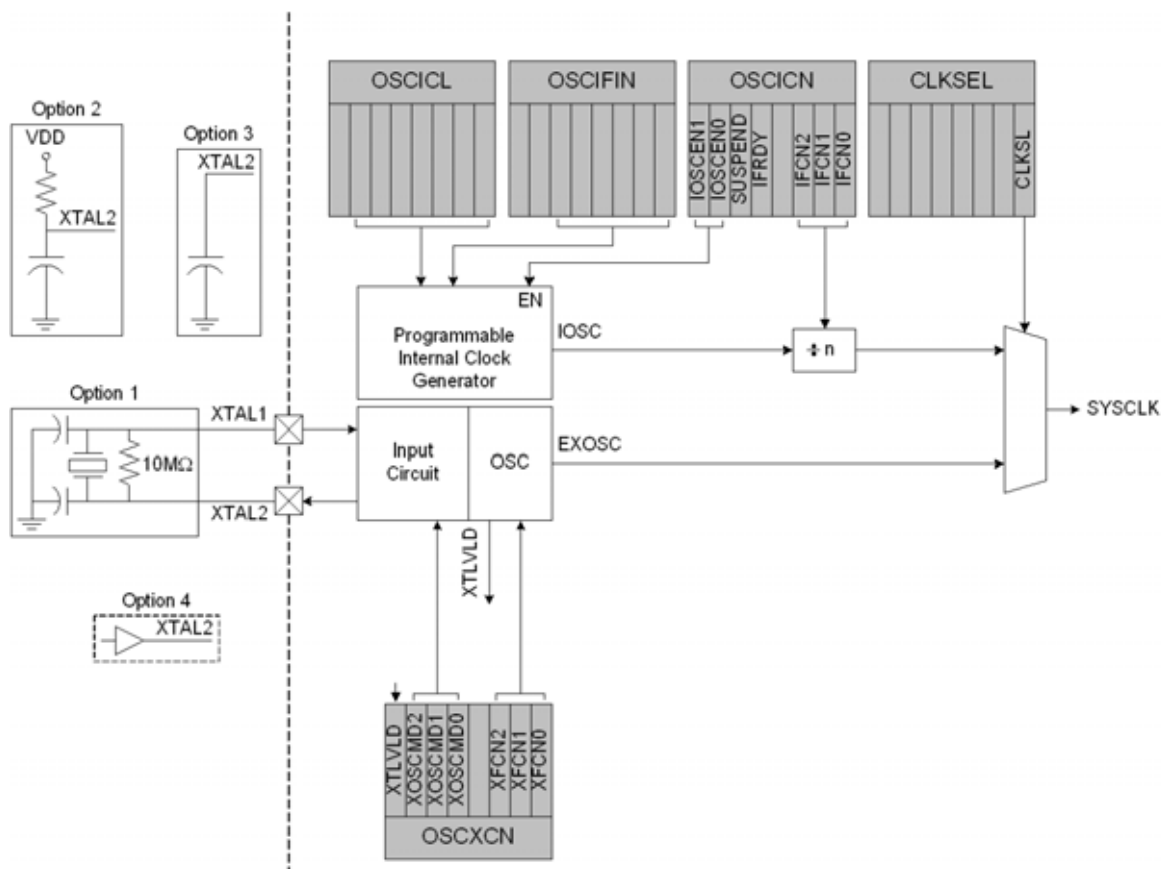 OSCICL
OSCIFIN
OSCICN
CLKSEL
IOSCEN1
IOSCEN0
SUSPEND
IFRDY
IFCN2
IFCN1
IFCN0
CLKSL
Option 2
VDD
XTAL2
Option 3
XTAL2
EN
Programmable
Internal Clock
Generator
IOSC
÷ n
SYSCLK
Option 1
XTAL1
10MΩ
XTAL2
Input
Circuit
OSC
EXOSC
XTLVLD
Option 4
XTAL2
XTLVLD
XOSCMD2
XOSCMD1
XOSCMD0
XFCN2
XFCN1
XFCN0
OSCXCN